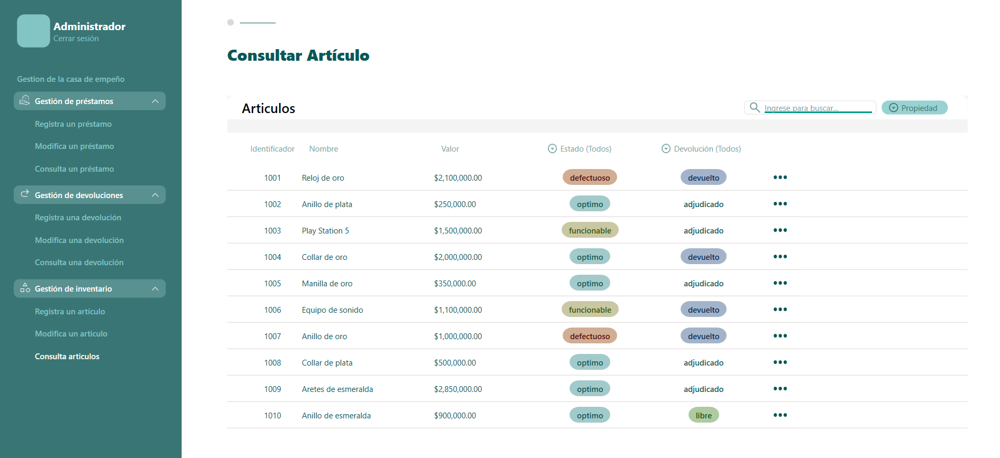 Administrador
Cerrar sesión
Gestion de la casa de empeño
Gestión de préstamos
Registra un préstamo
Modifica un préstamo
Consulta un préstamo
Gestión de devoluciones
Registra una devolución
Modifica una devolución
Consulta una devolución
Gestión de inventario
Registra un artículo
Modifica un articulo
Consulta articulos
Consultar Artículo
Articulos
Ingrese para buscar...
Propiedad
Identificador Nombre Valor Estado (Todos) Devolución (Todos)
1001 Reloj de oro $2,100,000.00 defectuoso devuelto
1002 Anillo de plata $250,000.00 optimo adjudicado
1003 Play Station 5 $1,500,000.00 funcionable adjudicado
1004 Collar de oro $2,000,000.00 optimo devuelto
1005 Manilla de oro $350,000.00 optimo adjudicado
1006 Equipo de sonido $1,100,000.00 funcionable devuelto
1007 Anillo de oro $1,000,000.00 defectuoso devuelto
1008 Collar de plata $500,000.00 optimo adjudicado
1009 Aretes de esmeralda $2,850,000.00 optimo adjudicado
1010 Anillo de esmeralda $900,000.00 optimo libre